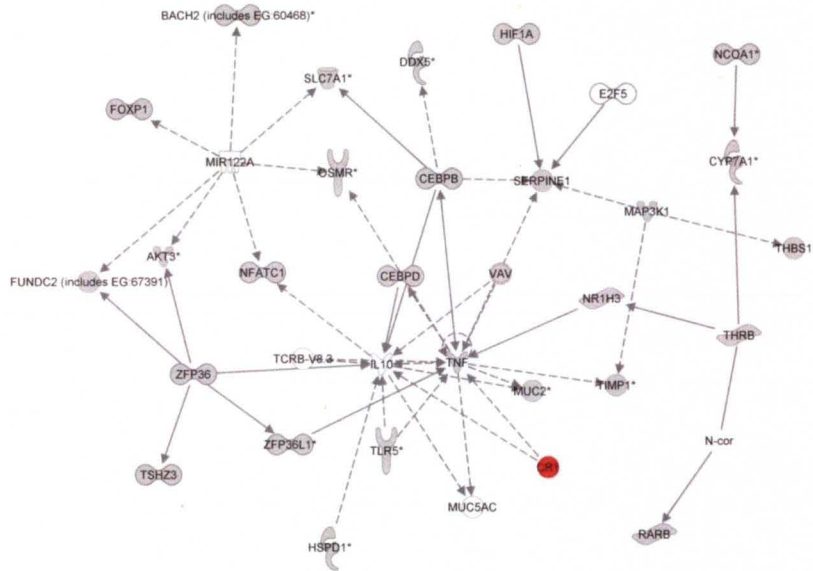 BACH2 (includes EG:60468)*
HIF1A
NCOA1*
DDX5*
SLC7A1*
E2F5
FOXP1
MIR122A
OSMR*
CEBPB
SERPINE1
CYP7A1*
MAP3K1
THBS1
AKT3*
NFATC1
CEBPD
VAV
FUNDC2 (includes EG:67391)
NR1H3
THRB
TCRB-V8.3
IL10
TNF
ZFP36
MUC2*
TIMP1*
ZFP36L1*
TLR5*
N-cor
TSHZ3
CR1
MUC5AC
HSPD1*
RARB